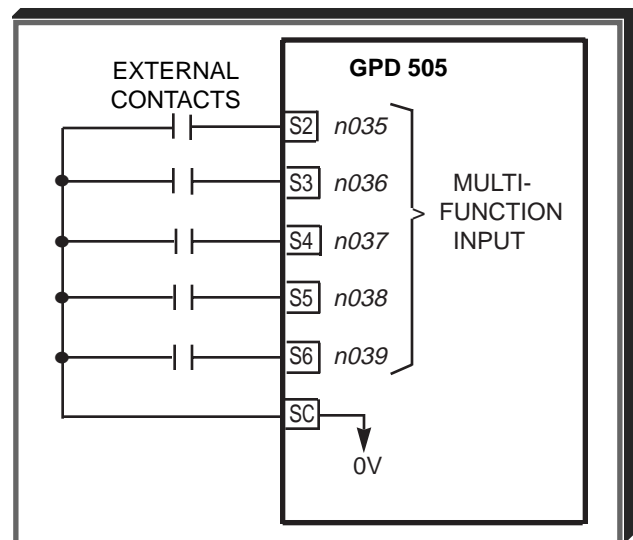 EXTERNAL
CONTACTS
GPD 505
S2 n035
S3 n036
S4 n037
S5 n038
S6 n039
MULTI-
FUNCTION
INPUT
SC
0V